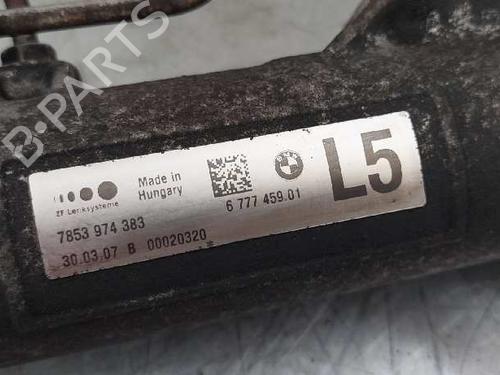 B-PARTS
ZF Lenksysteme
Made in
Hungary
6 777 459.01
L5
7853 974 383
30.03.07 B 00020320